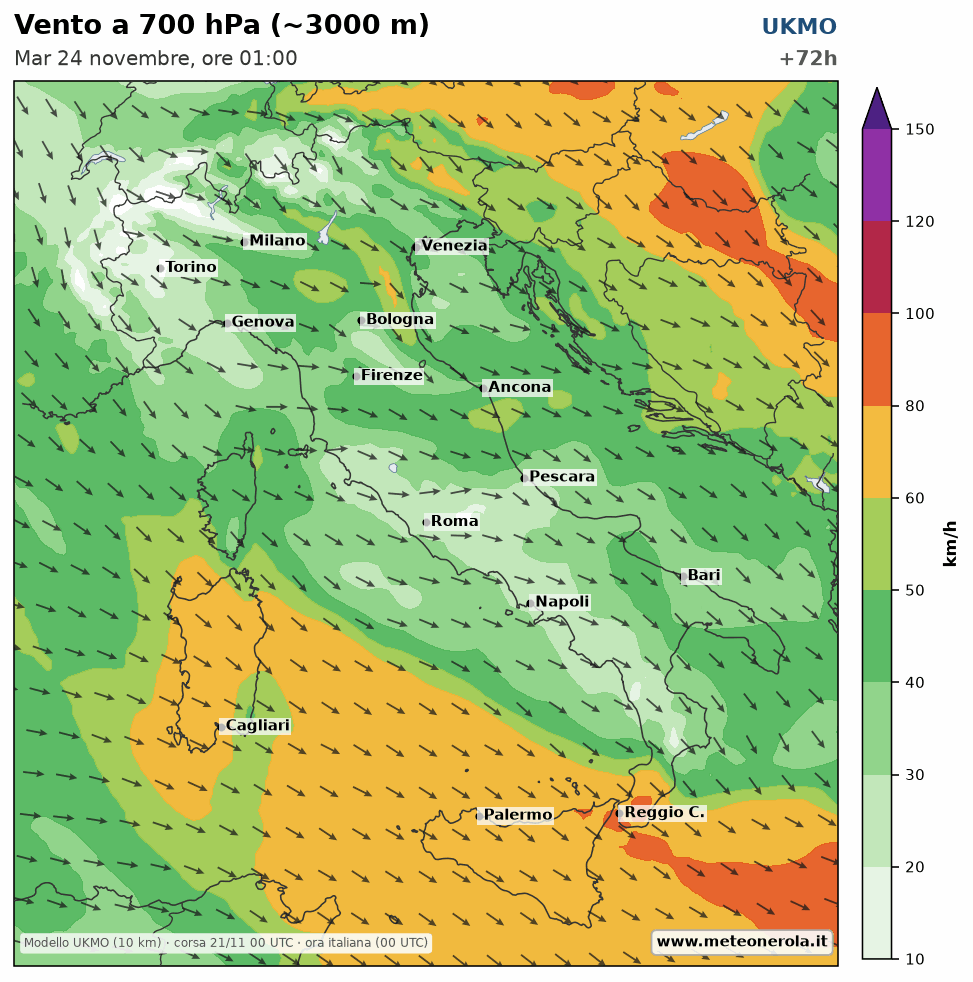 Vento a 700 hPa (~3000 m)
UKMO
Mar 24 novembre, ore 01:00
+72h
Milano
Venezia
Torino
Genova
Bologna
Firenze
Ancona
Pescara
Roma
Bari
Napoli
Cagliari
Palermo
Reggio C.
150
120
100
80
60
50
40
30
20
10
km/h
Modello UKMO (10 km) · corsa 21/11 00 UTC · ora italiana (00 UTC)
www.meteonerola.it